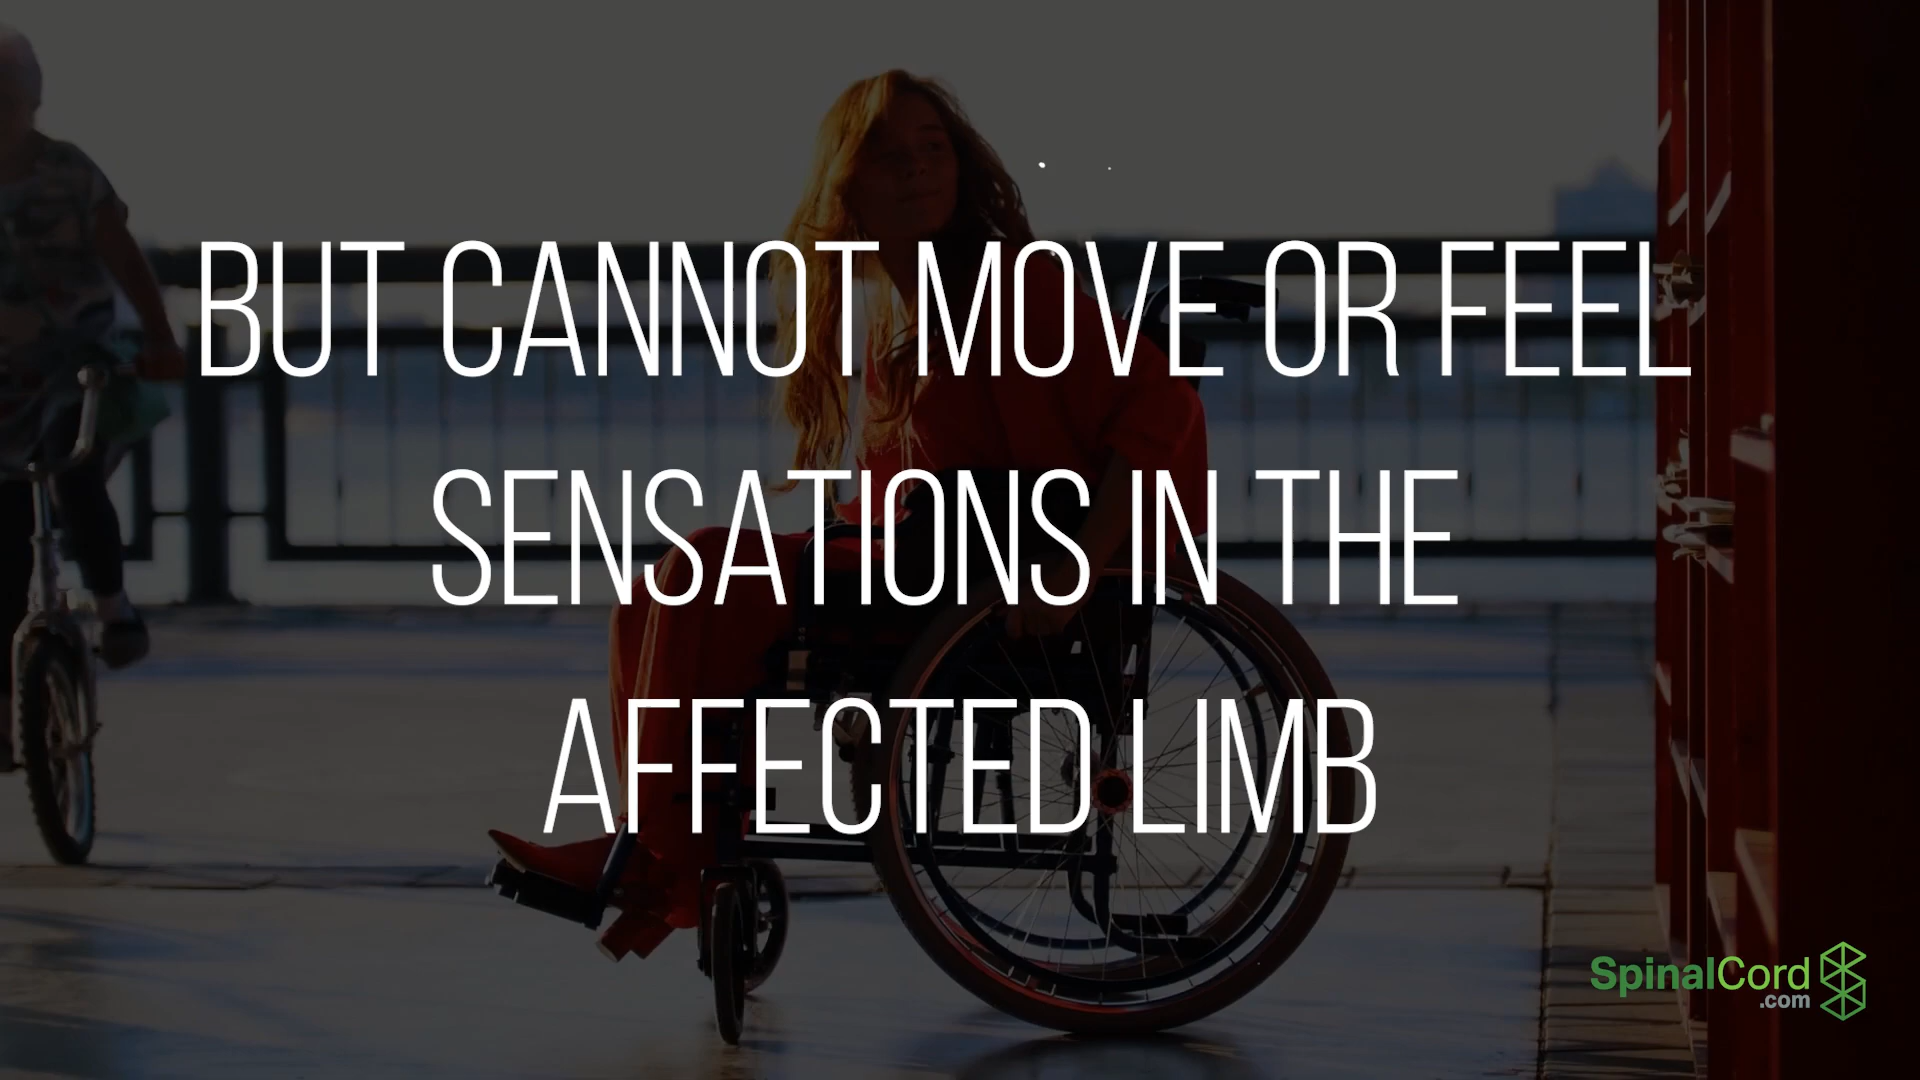 BUT CANNOT MOVE OR FEEL
SENSATIONS IN THE
AFFECTED LIMB
SpinalCord
.com